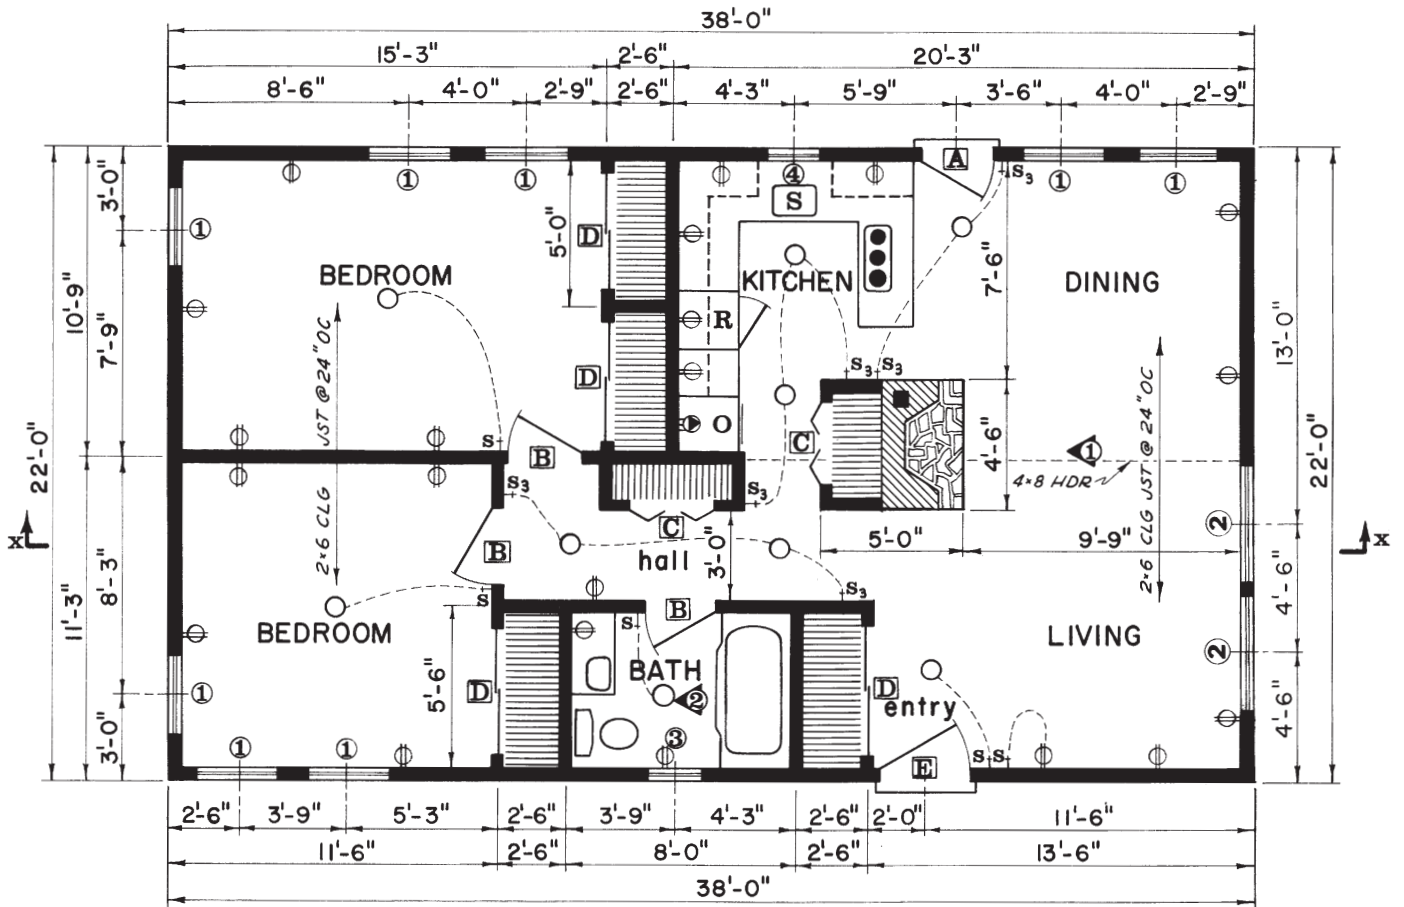 38'-0"
15'-3" 2'-6" 20'-3"
8'-6" 4'-0" 2'-9" 2'-6" 4'-3" 5'-9" 3'-6" 4'-0" 2'-9"
A
S3
1 1 4 1 1
3'-0"
S
1
5'-0"
D
BEDROOM
KITCHEN
7'-6"
DINING
10'-9"
7'-9"
JST @ 24" OC
R
13'-0"
D
S3 S3
22'-0"
S
B
O
C
4'-6"
1
4×8 HDR
2×6 CLG JST @ 24" OC
22'-0"
S3
S3
C
2
x
2×6 CLG
B
hall
3'-0"
5'-0"
9'-9"
x
8'-3"
11'-3"
S
S3
4'-6"
B
S
BEDROOM
LIVING
2
1
5'-6"
D
BATH
2
D
entry
4'-6"
3'-0"
1 1
3
S S
E
2'-6" 3'-9" 5'-3" 2'-6" 3'-9" 4'-3" 2'-6" 2'-0" 11'-6"
11'-6" 2'-6" 8'-0" 2'-6" 13'-6"
38'-0"